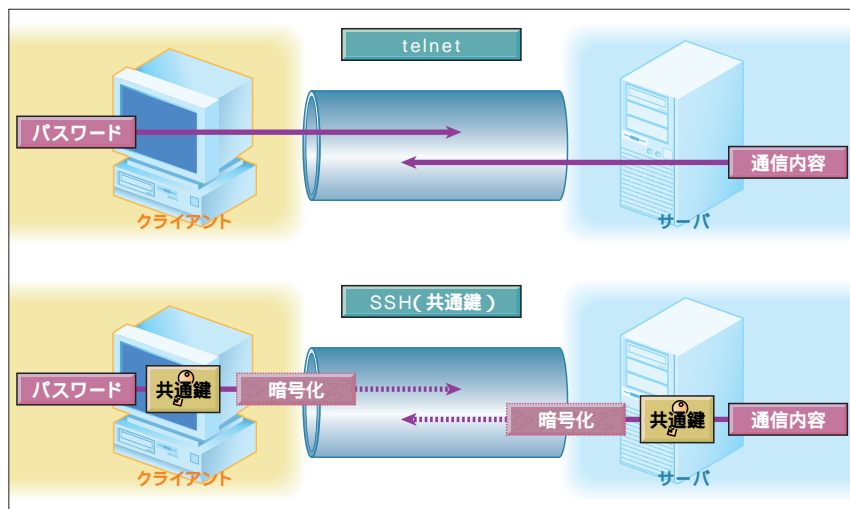 telnet
パスワード
通信内容
クライアント
サーバ
SSH(共通鍵)
パスワード
共通鍵
暗号化
暗号化
共通鍵
通信内容
クライアント
サーバ